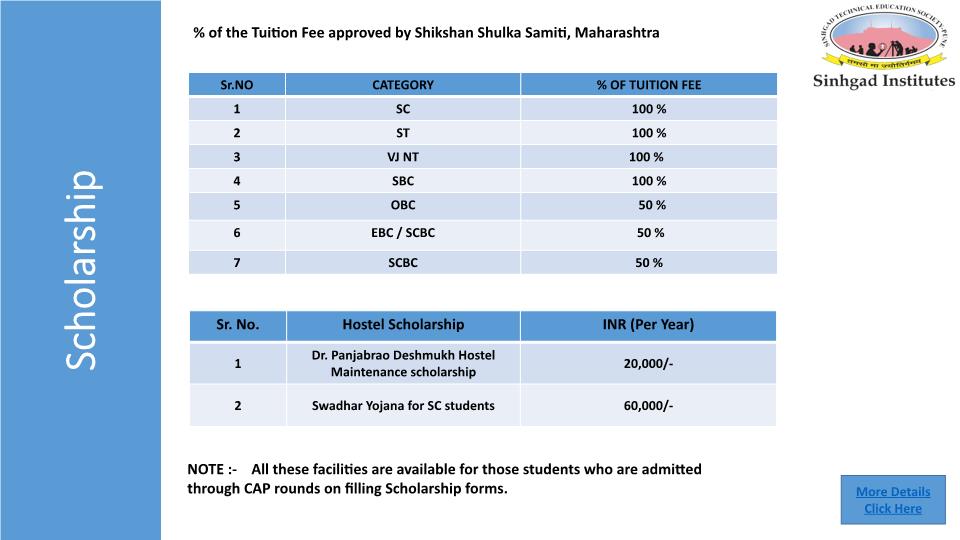 % of the Tuition Fee approved by Shikshan Shulka Samiti, Maharashtra
SINHGAD TECHNICAL EDUCATION SOCIETY-PUNE
तमसो मा ज्योतिर्गमय
Sinhgad Institutes
Scholarship
Sr.NO CATEGORY % OF TUITION FEE
1 SC 100 %
2 ST 100 %
3 VJ NT 100 %
4 SBC 100 %
5 OBC 50 %
6 EBC / SCBC 50 %
7 SCBC 50 %
Sr. No. Hostel Scholarship INR (Per Year)
1 Dr. Panjabrao Deshmukh Hostel Maintenance scholarship 20,000/-
2 Swadhar Yojana for SC students 60,000/-
NOTE :- All these facilities are available for those students who are admitted
through CAP rounds on filling Scholarship forms.
More Details
Click Here